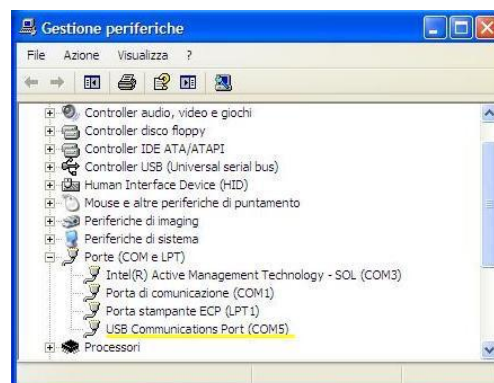 Gestione periferiche
File Azione Visualizza ?
Controller audio, video e giochi
Controller disco floppy
Controller IDE ATA/ATAPI
Controller USB (Universal serial bus)
Human Interface Device (HID)
Mouse e altre periferiche di puntamento
Periferiche di imaging
Periferiche di sistema
Porte (COM e LPT)
Intel(R) Active Management Technology - SOL (COM3)
Porta di comunicazione (COM1)
Porta stampante ECP (LPT1)
USB Communications Port (COM5)
Processori